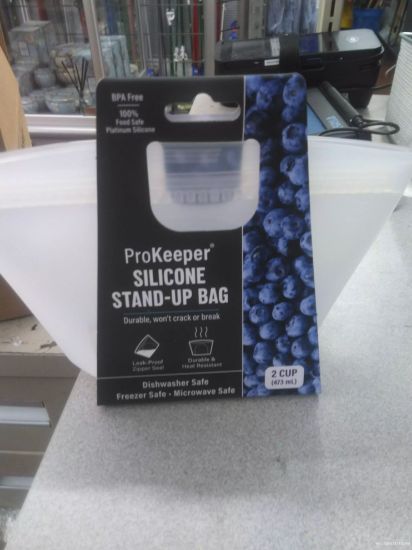 BPA Free
100%
Food Safe
Platinum Silicone
ProKeeper®
SILICONE
STAND-UP BAG
Durable, won't crack or break
Leak-Proof
Zipper Seal
Durable &
Heat Resistant
Dishwasher Safe
Freezer Safe • Microwave Safe
2 CUP
(473 mL)